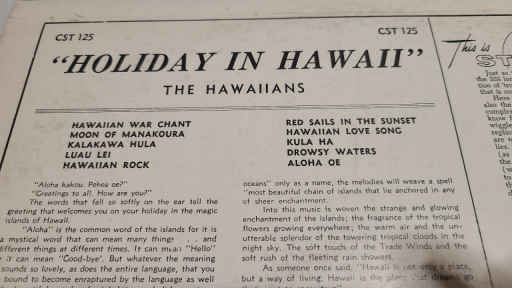 CST 125
CST 125
"HOLIDAY IN HAWAII"
THE HAWAIIANS
HAWAIIAN WAR CHANT
MOON OF MANAKOURA
KALAKAWA HULA
LUAU LEI
HAWAIIAN ROCK
RED SAILS IN THE SUNSET
HAWAIIAN LOVE SONG
KULA HA
DROWSY WATERS
ALOHA OE
"Aloha kakou. Pehea oe?"
"Greetings to all. How are you?"
The words that fell so softly on the ear tell the
greeting that welcomes you on your holiday in the magic
islands of Hawaii.
"Aloha" is the common word of the islands for it is
a mystical word that can mean many things and
different things at different times. It can mean "Hello"
it can mean "Good-bye". But whatever the meaning
sounds so lovely, as does the entire language, that you
bound to become enraptured by the language as well
oceans" only as a name, the melodies will weave a spell
"most beautiful chain of islands that lie anchored in any
of sheer enchantment.
Into this music is woven the strange and glowing
enchantment of the islands; the fragrance of the tropical
flowers growing everywhere; the warm air and the un-
utterable splendor of the towering tropical clouds in the
night sky. The soft touch of the Trade Winds and the
soft rush of the fleeting rain showers.
As someone once said, "Hawaii is not only a place,
but a way of living. Hawaii is the place that dreams go
This is
ST
Just as